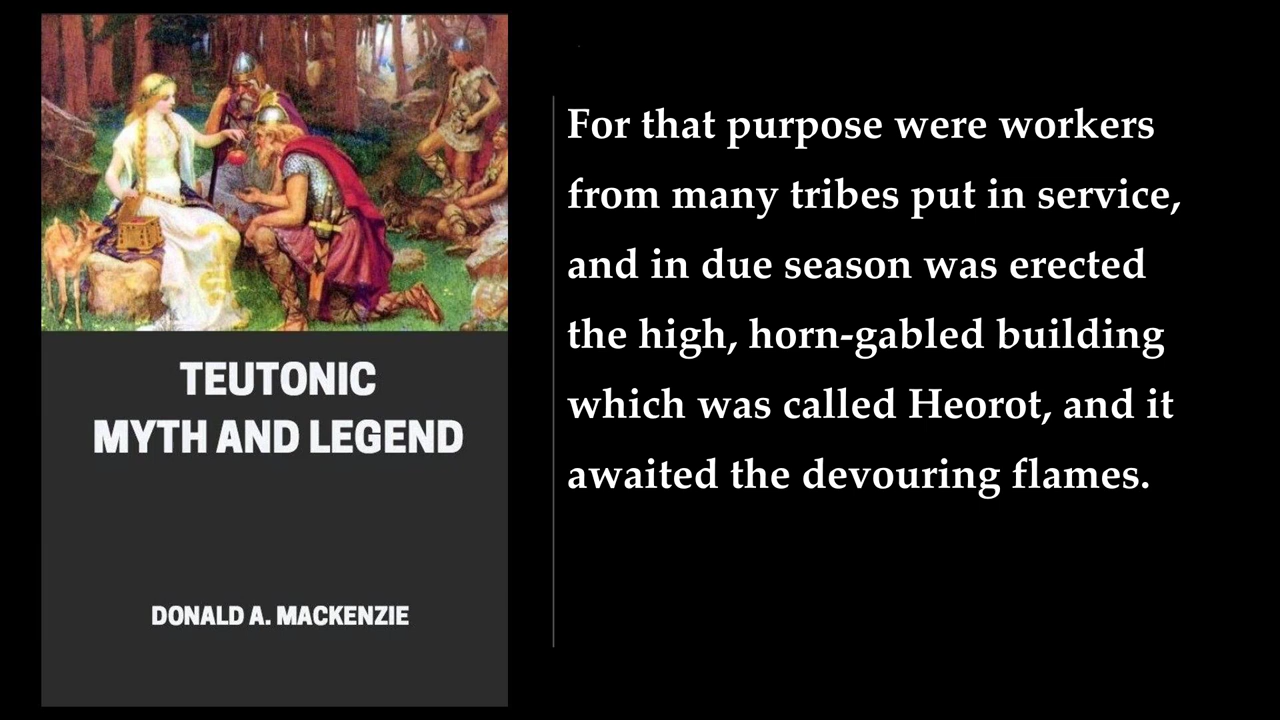 TEUTONIC
MYTH AND LEGEND
DONALD A. MACKENZIE
For that purpose were workers
from many tribes put in service,
and in due season was erected
the high, horn-gabled building
which was called Heorot, and it
awaited the devouring flames.